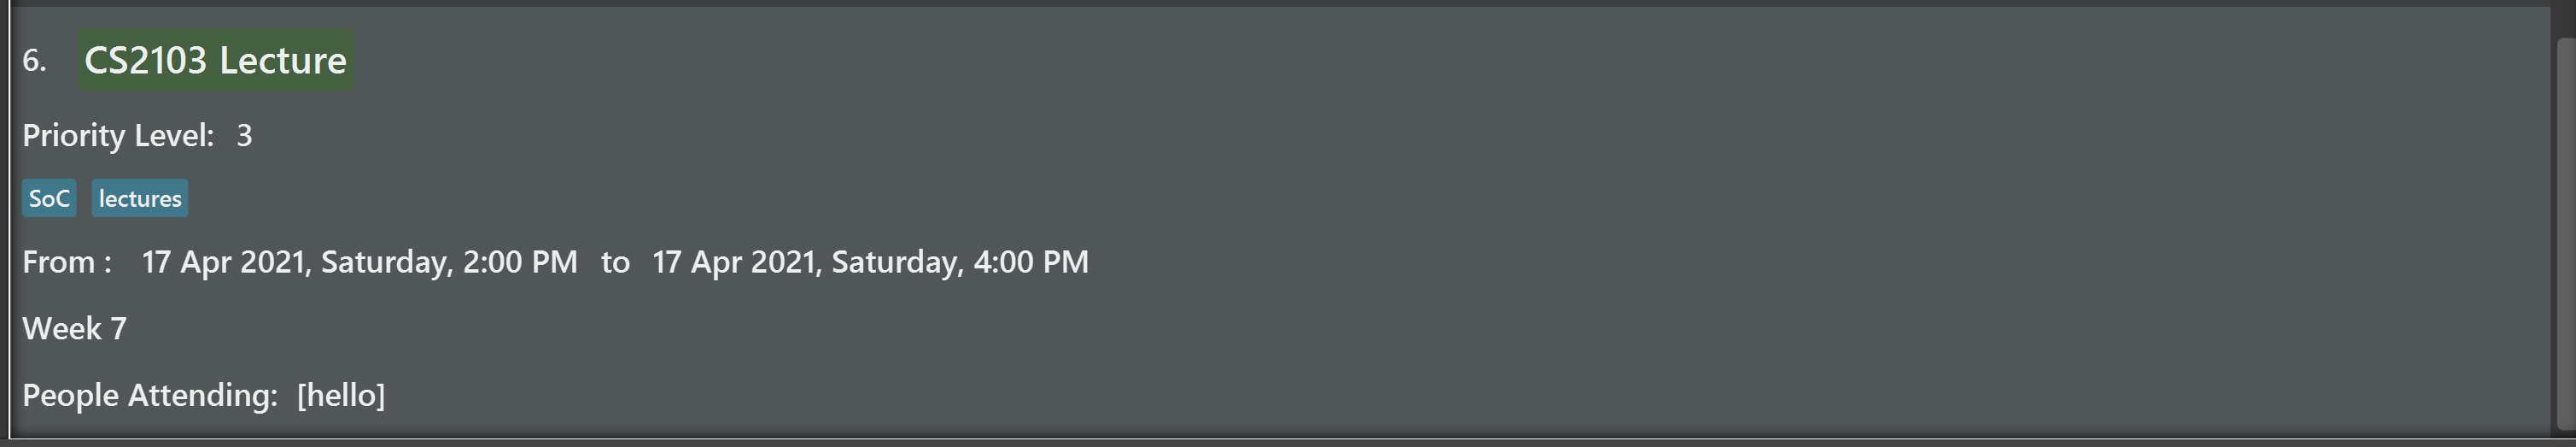 6. CS2103 Lecture
Priority Level: 3
SoC lectures
From : 17 Apr 2021, Saturday, 2:00 PM to 17 Apr 2021, Saturday, 4:00 PM
Week 7
People Attending: [hello]